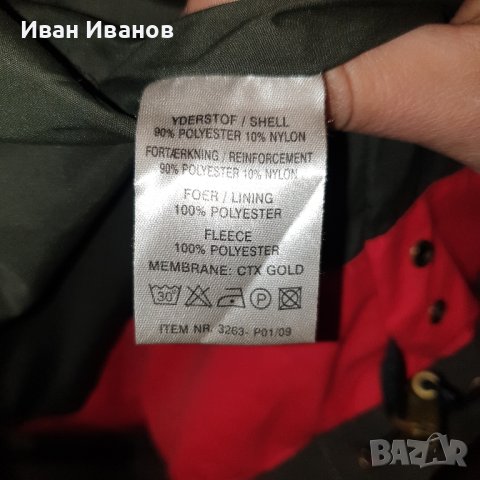 Иван Иванов
YDERSTOF / SHELL
90% POLYESTER 10% NYLON
FORTÆRKNING / REINFORCEMENT
90% POLYESTER 10% NYLON
FOER / LINING
100% POLYESTER
FLEECE
100% POLYESTER
MEMBRANE: CTX GOLD
30° P
ITEM NR. 3263- P01/09
BAZAR